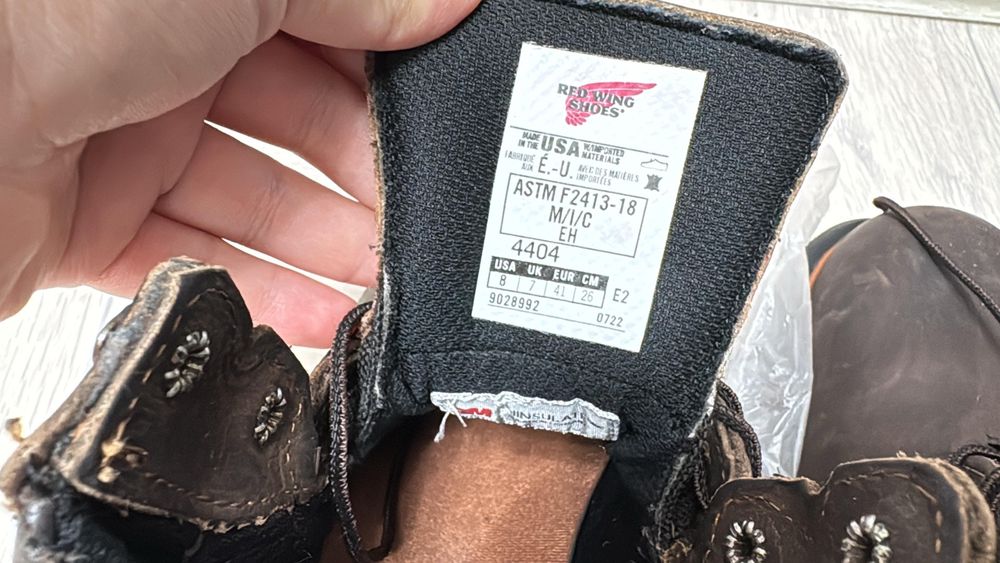 RED WING
SHOES
MADE IN THE USA W/IMPORTED MATERIALS
FABRIQUÉ AUX É.-U. AVEC DES MATIÈRES IMPORTÉES
ASTM F2413-18
M/I/C
EH
4404
USA UK EUR CM
8 7 41 26 E2
9028992 0722